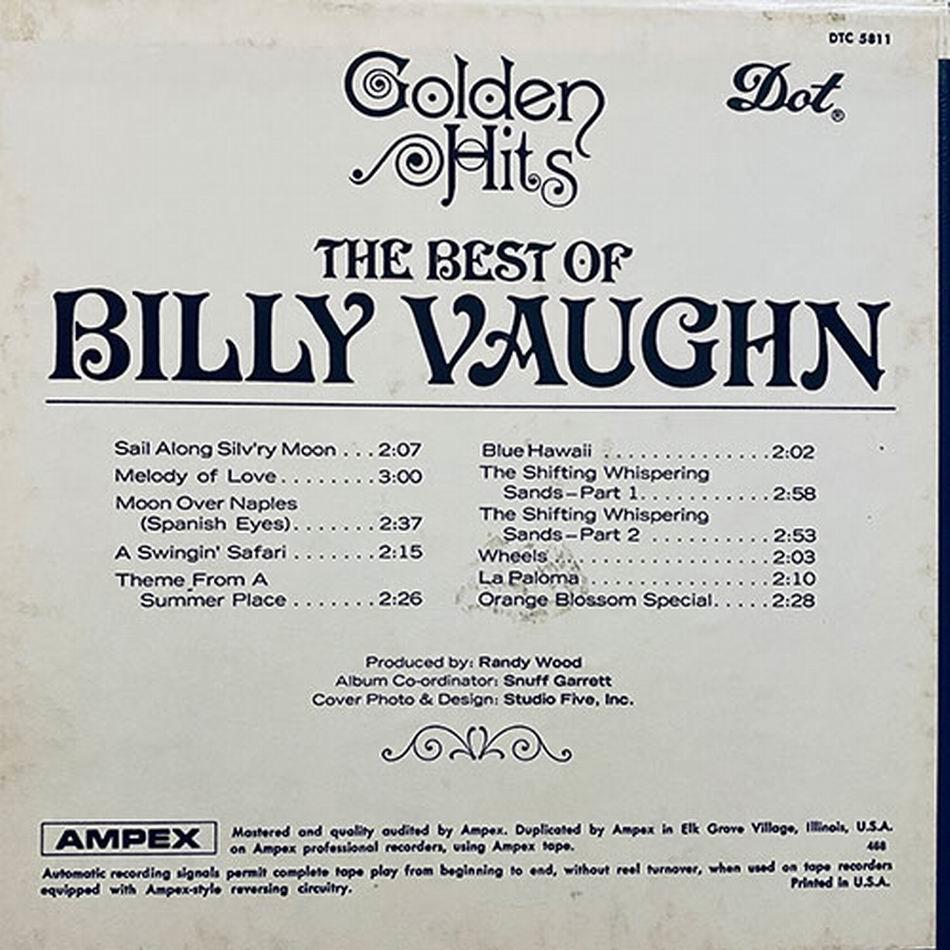 DTC 5811
Golden
Dot®
Hits
THE BEST OF
BILLY VAUGHN
Sail Along Silv'ry Moon . . . 2:07
Melody of Love. . . . . . . . 3:00
Moon Over Naples
(Spanish Eyes). . . . . . . 2:37
A Swingin' Safari . . . . . . . 2:15
Theme From A
Summer Place . . . . . . . 2:26
Blue Hawaii . . . . . . . . . . . . . . 2:02
The Shifting Whispering
Sands–Part 1. . . . . . . . . . . 2:58
The Shifting Whispering
Sands–Part 2 . . . . . . . . . . 2:53
Wheels . . . . . . . . . . . . . . . . . 2:03
La Paloma . . . . . . . . . . . . . . 2:10
Orange Blossom Special. . . . . 2:28
Produced by: Randy Wood
Album Co-ordinator: Snuff Garrett
Cover Photo & Design: Studio Five, Inc.
AMPEX
Mastered and quality audited by Ampex. Duplicated by Ampex in Elk Grove Village, Illinois, U.S.A.
on Ampex professional recorders, using Ampex tape. 468
Automatic recording signals permit complete tape play from beginning to end, without reel turnover, when used on tape recorders
equipped with Ampex-style reversing circuitry. Printed in U.S.A.